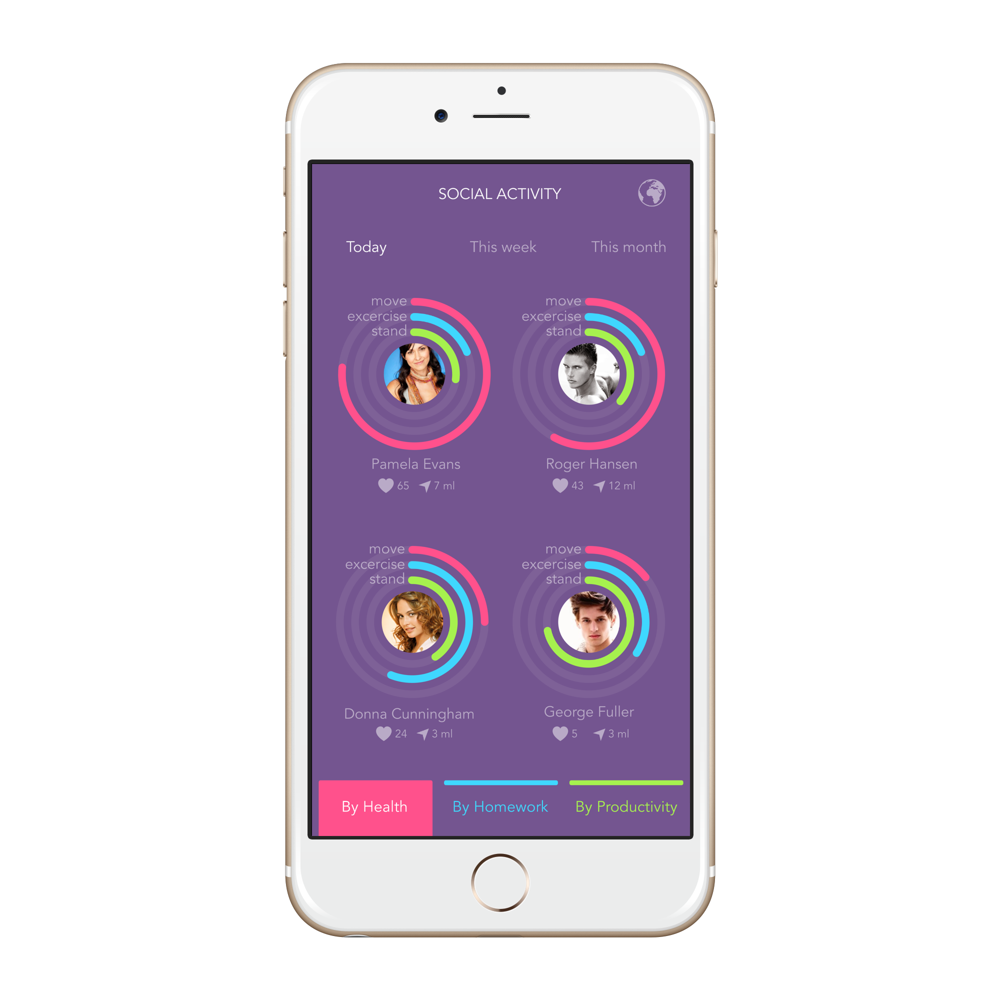 SOCIAL ACTIVITY
Today This week This month
move
excercise
stand
Pamela Evans
65 7 ml
move
excercise
stand
Roger Hansen
43 12 ml
move
excercise
stand
Donna Cunningham
24 3 ml
move
excercise
stand
George Fuller
5 3 ml
By Health By Homework By Productivity